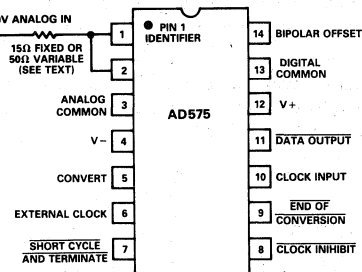 0V ANALOG IN
15Ω FIXED OR
50Ω VARIABLE
(SEE TEXT)
PIN 1
IDENTIFIER
AD575
1
2
3 ANALOG
COMMON
4 V−
5 CONVERT
6 EXTERNAL CLOCK
7 SHORT CYCLE
AND TERMINATE
14 BIPOLAR OFFSET
13 DIGITAL
COMMON
12 V+
11 DATA OUTPUT
10 CLOCK INPUT
9 END OF
CONVERSION
8 CLOCK INIHIBIT